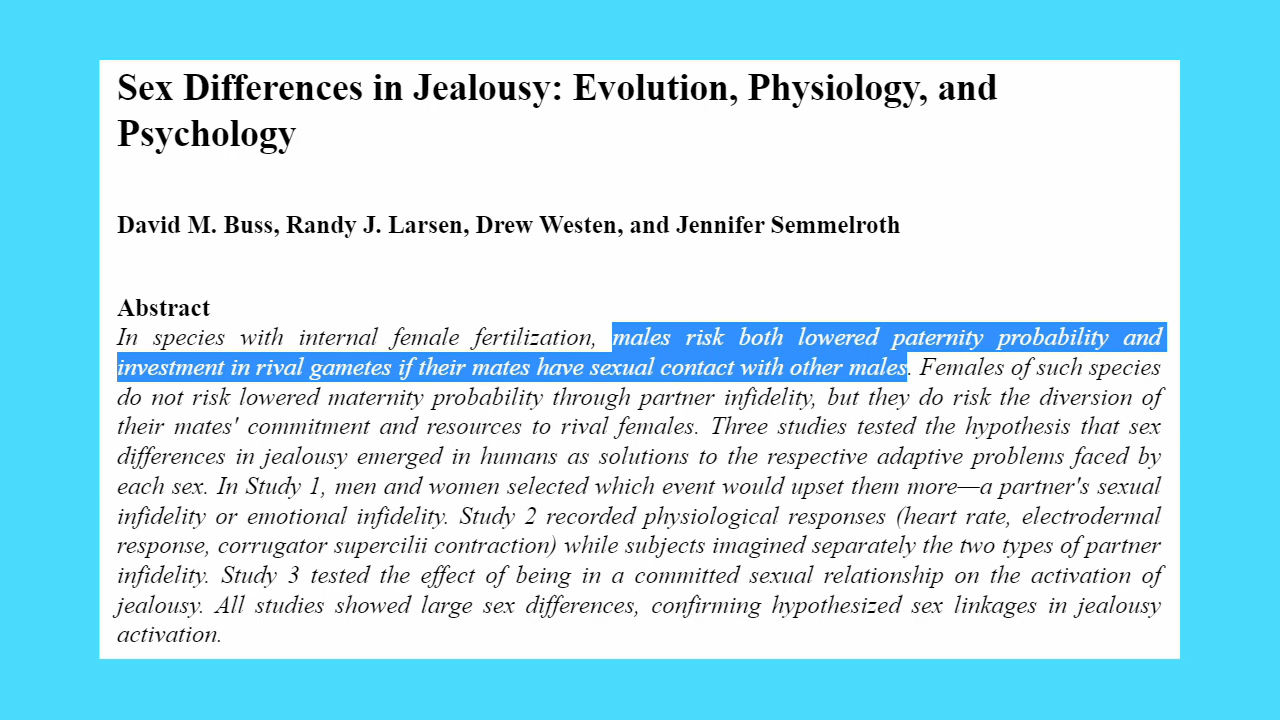 Sex Differences in Jealousy: Evolution, Physiology, and
Psychology
David M. Buss, Randy J. Larsen, Drew Westen, and Jennifer Semmelroth
Abstract
In species with internal female fertilization, males risk both lowered paternity probability and
investment in rival gametes if their mates have sexual contact with other males. Females of such species
do not risk lowered maternity probability through partner infidelity, but they do risk the diversion of
their mates' commitment and resources to rival females. Three studies tested the hypothesis that sex
differences in jealousy emerged in humans as solutions to the respective adaptive problems faced by
each sex. In Study 1, men and women selected which event would upset them more—a partner's sexual
infidelity or emotional infidelity. Study 2 recorded physiological responses (heart rate, electrodermal
response, corrugator supercilii contraction) while subjects imagined separately the two types of partner
infidelity. Study 3 tested the effect of being in a committed sexual relationship on the activation of
jealousy. All studies showed large sex differences, confirming hypothesized sex linkages in jealousy
activation.